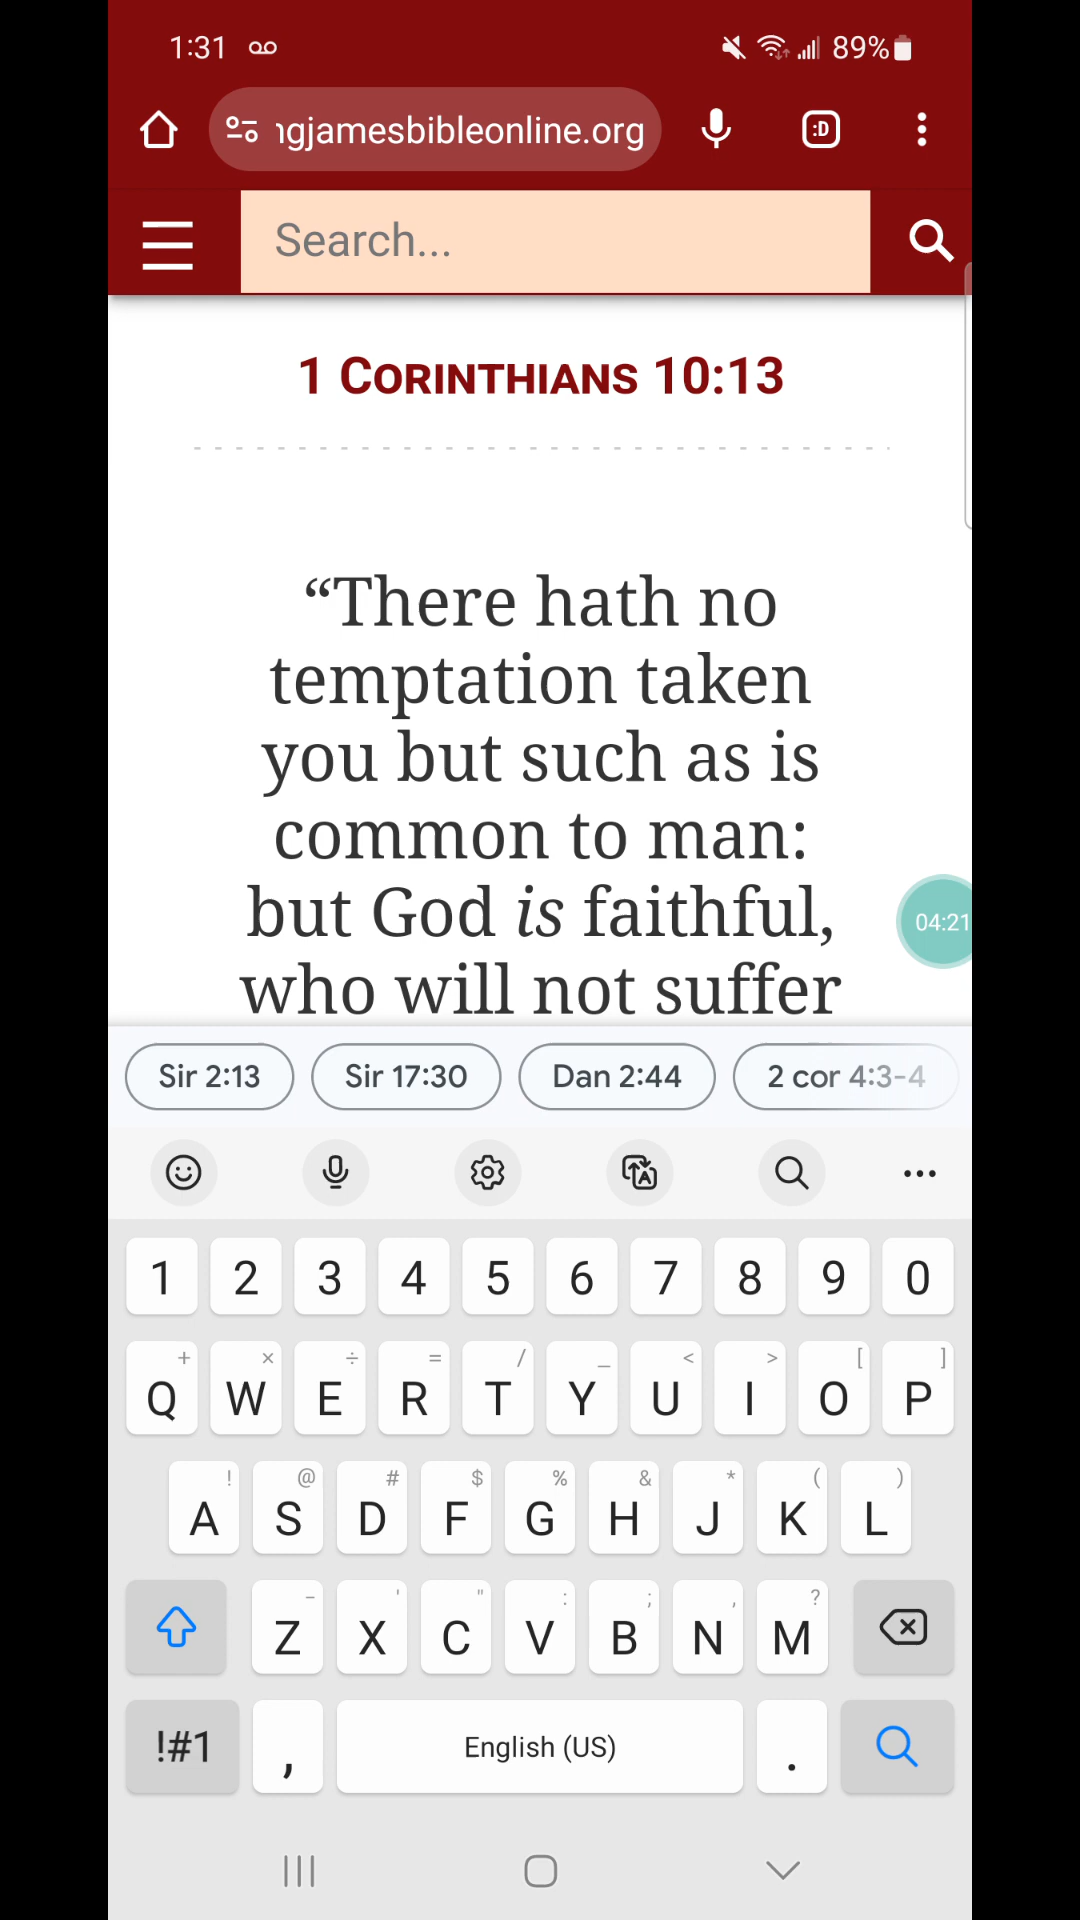 1:31 89%
ngjamesbibleonline.org :D
Search...
1 CORINTHIANS 10:13
“There hath no
temptation taken
you but such as is
common to man:
but God is faithful,
who will not suffer
04:21
Sir 2:13 Sir 17:30 Dan 2:44 2 cor 4:3-4
1 2 3 4 5 6 7 8 9 0
+ × ÷ = / _ < > [ ]
Q W E R T Y U I O P
! @ # $ % & * ( )
A S D F G H J K L
- ' " : ; , ?
Z X C V B N M
!#1 , English (US) .